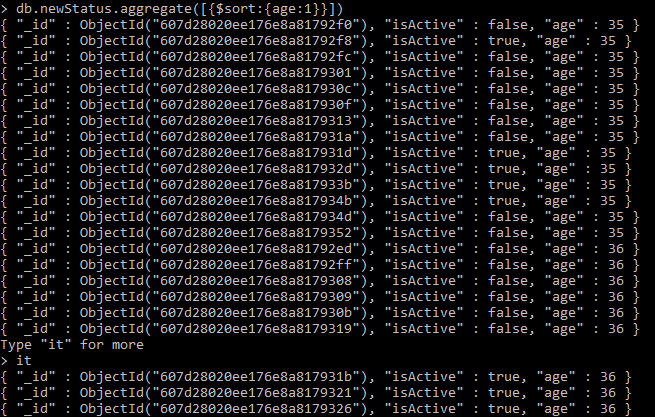 > db.newStatus.aggregate([{$sort:{age:1}}])
{ "_id" : ObjectId("607d28020ee176e8a81792f0"), "isActive" : false, "age" : 35 }
{ "_id" : ObjectId("607d28020ee176e8a81792f8"), "isActive" : true, "age" : 35 }
{ "_id" : ObjectId("607d28020ee176e8a81792fc"), "isActive" : false, "age" : 35 }
{ "_id" : ObjectId("607d28020ee176e8a8179301"), "isActive" : false, "age" : 35 }
{ "_id" : ObjectId("607d28020ee176e8a817930c"), "isActive" : false, "age" : 35 }
{ "_id" : ObjectId("607d28020ee176e8a817930f"), "isActive" : false, "age" : 35 }
{ "_id" : ObjectId("607d28020ee176e8a8179313"), "isActive" : false, "age" : 35 }
{ "_id" : ObjectId("607d28020ee176e8a817931a"), "isActive" : false, "age" : 35 }
{ "_id" : ObjectId("607d28020ee176e8a817931d"), "isActive" : true, "age" : 35 }
{ "_id" : ObjectId("607d28020ee176e8a817932d"), "isActive" : true, "age" : 35 }
{ "_id" : ObjectId("607d28020ee176e8a817933b"), "isActive" : true, "age" : 35 }
{ "_id" : ObjectId("607d28020ee176e8a817934b"), "isActive" : true, "age" : 35 }
{ "_id" : ObjectId("607d28020ee176e8a817934d"), "isActive" : false, "age" : 35 }
{ "_id" : ObjectId("607d28020ee176e8a8179352"), "isActive" : true, "age" : 35 }
{ "_id" : ObjectId("607d28020ee176e8a81792ed"), "isActive" : false, "age" : 36 }
{ "_id" : ObjectId("607d28020ee176e8a81792ff"), "isActive" : false, "age" : 36 }
{ "_id" : ObjectId("607d28020ee176e8a8179308"), "isActive" : false, "age" : 36 }
{ "_id" : ObjectId("607d28020ee176e8a8179309"), "isActive" : false, "age" : 36 }
{ "_id" : ObjectId("607d28020ee176e8a817930b"), "isActive" : false, "age" : 36 }
{ "_id" : ObjectId("607d28020ee176e8a8179319"), "isActive" : false, "age" : 36 }
Type "it" for more
> it
{ "_id" : ObjectId("607d28020ee176e8a817931b"), "isActive" : true, "age" : 36 }
{ "_id" : ObjectId("607d28020ee176e8a8179321"), "isActive" : true, "age" : 36 }
{ "_id" : ObjectId("607d28020ee176e8a8179326"), "isActive" : true, "age" : 36 }